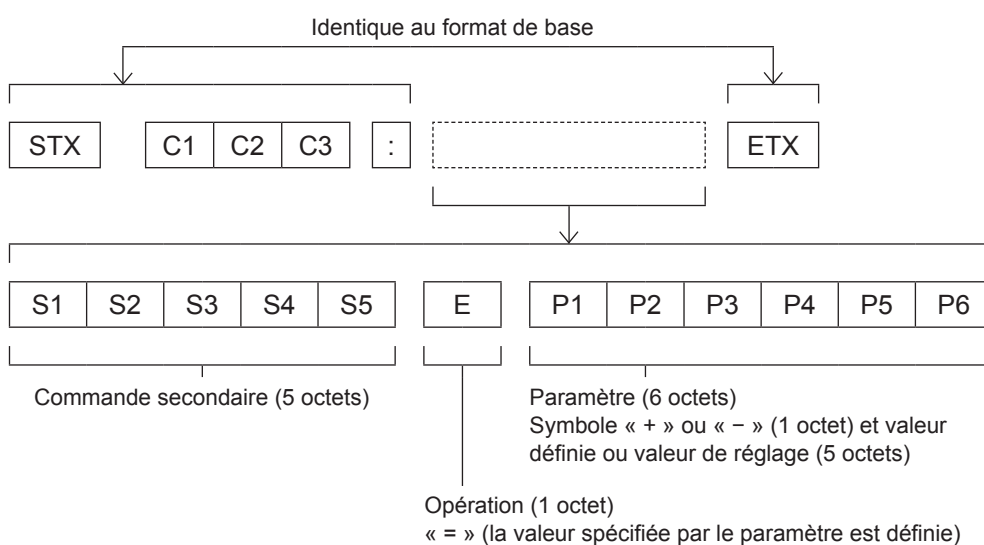 Identique au format de base
STX C1 C2 C3 : ETX
S1 S2 S3 S4 S5 E P1 P2 P3 P4 P5 P6
Commande secondaire (5 octets)
Paramètre (6 octets)
Symbole « + » ou « − » (1 octet) et valeur
définie ou valeur de réglage (5 octets)
Opération (1 octet)
« = » (la valeur spécifiée par le paramètre est définie)